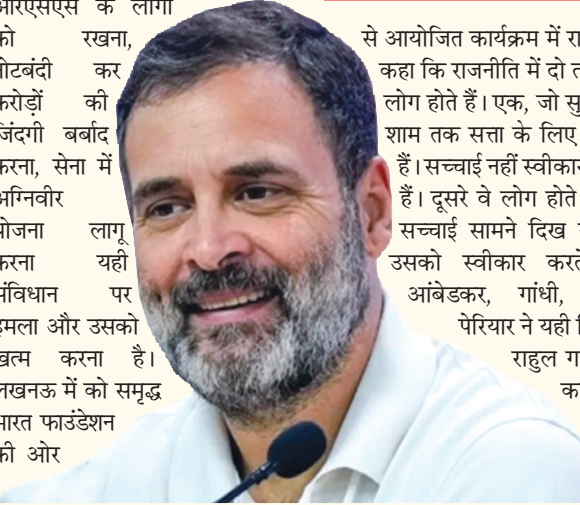 आरएसएस के लोगों
को रखना,
नोटबंदी कर
करोड़ों की
जिंदगी बर्बाद
करना, सेना में
अग्निवीर
योजना लागू
करना यही
संविधान पर
हमला और उसको
खत्म करना है।
लखनऊ में को समृद्ध
भारत फाउंडेशन
की ओर
से आयोजित कार्यक्रम में रा
कहा कि राजनीति में दो त
लोग होते हैं। एक, जो सु
शाम तक सत्ता के लिए
हैं। सच्चाई नहीं स्वीकार
हैं। दूसरे वे लोग होते
सच्चाई सामने दिख
उसको स्वीकार करते
आंबेडकर, गांधी,
पेरियार ने यही
राहुल ग
क